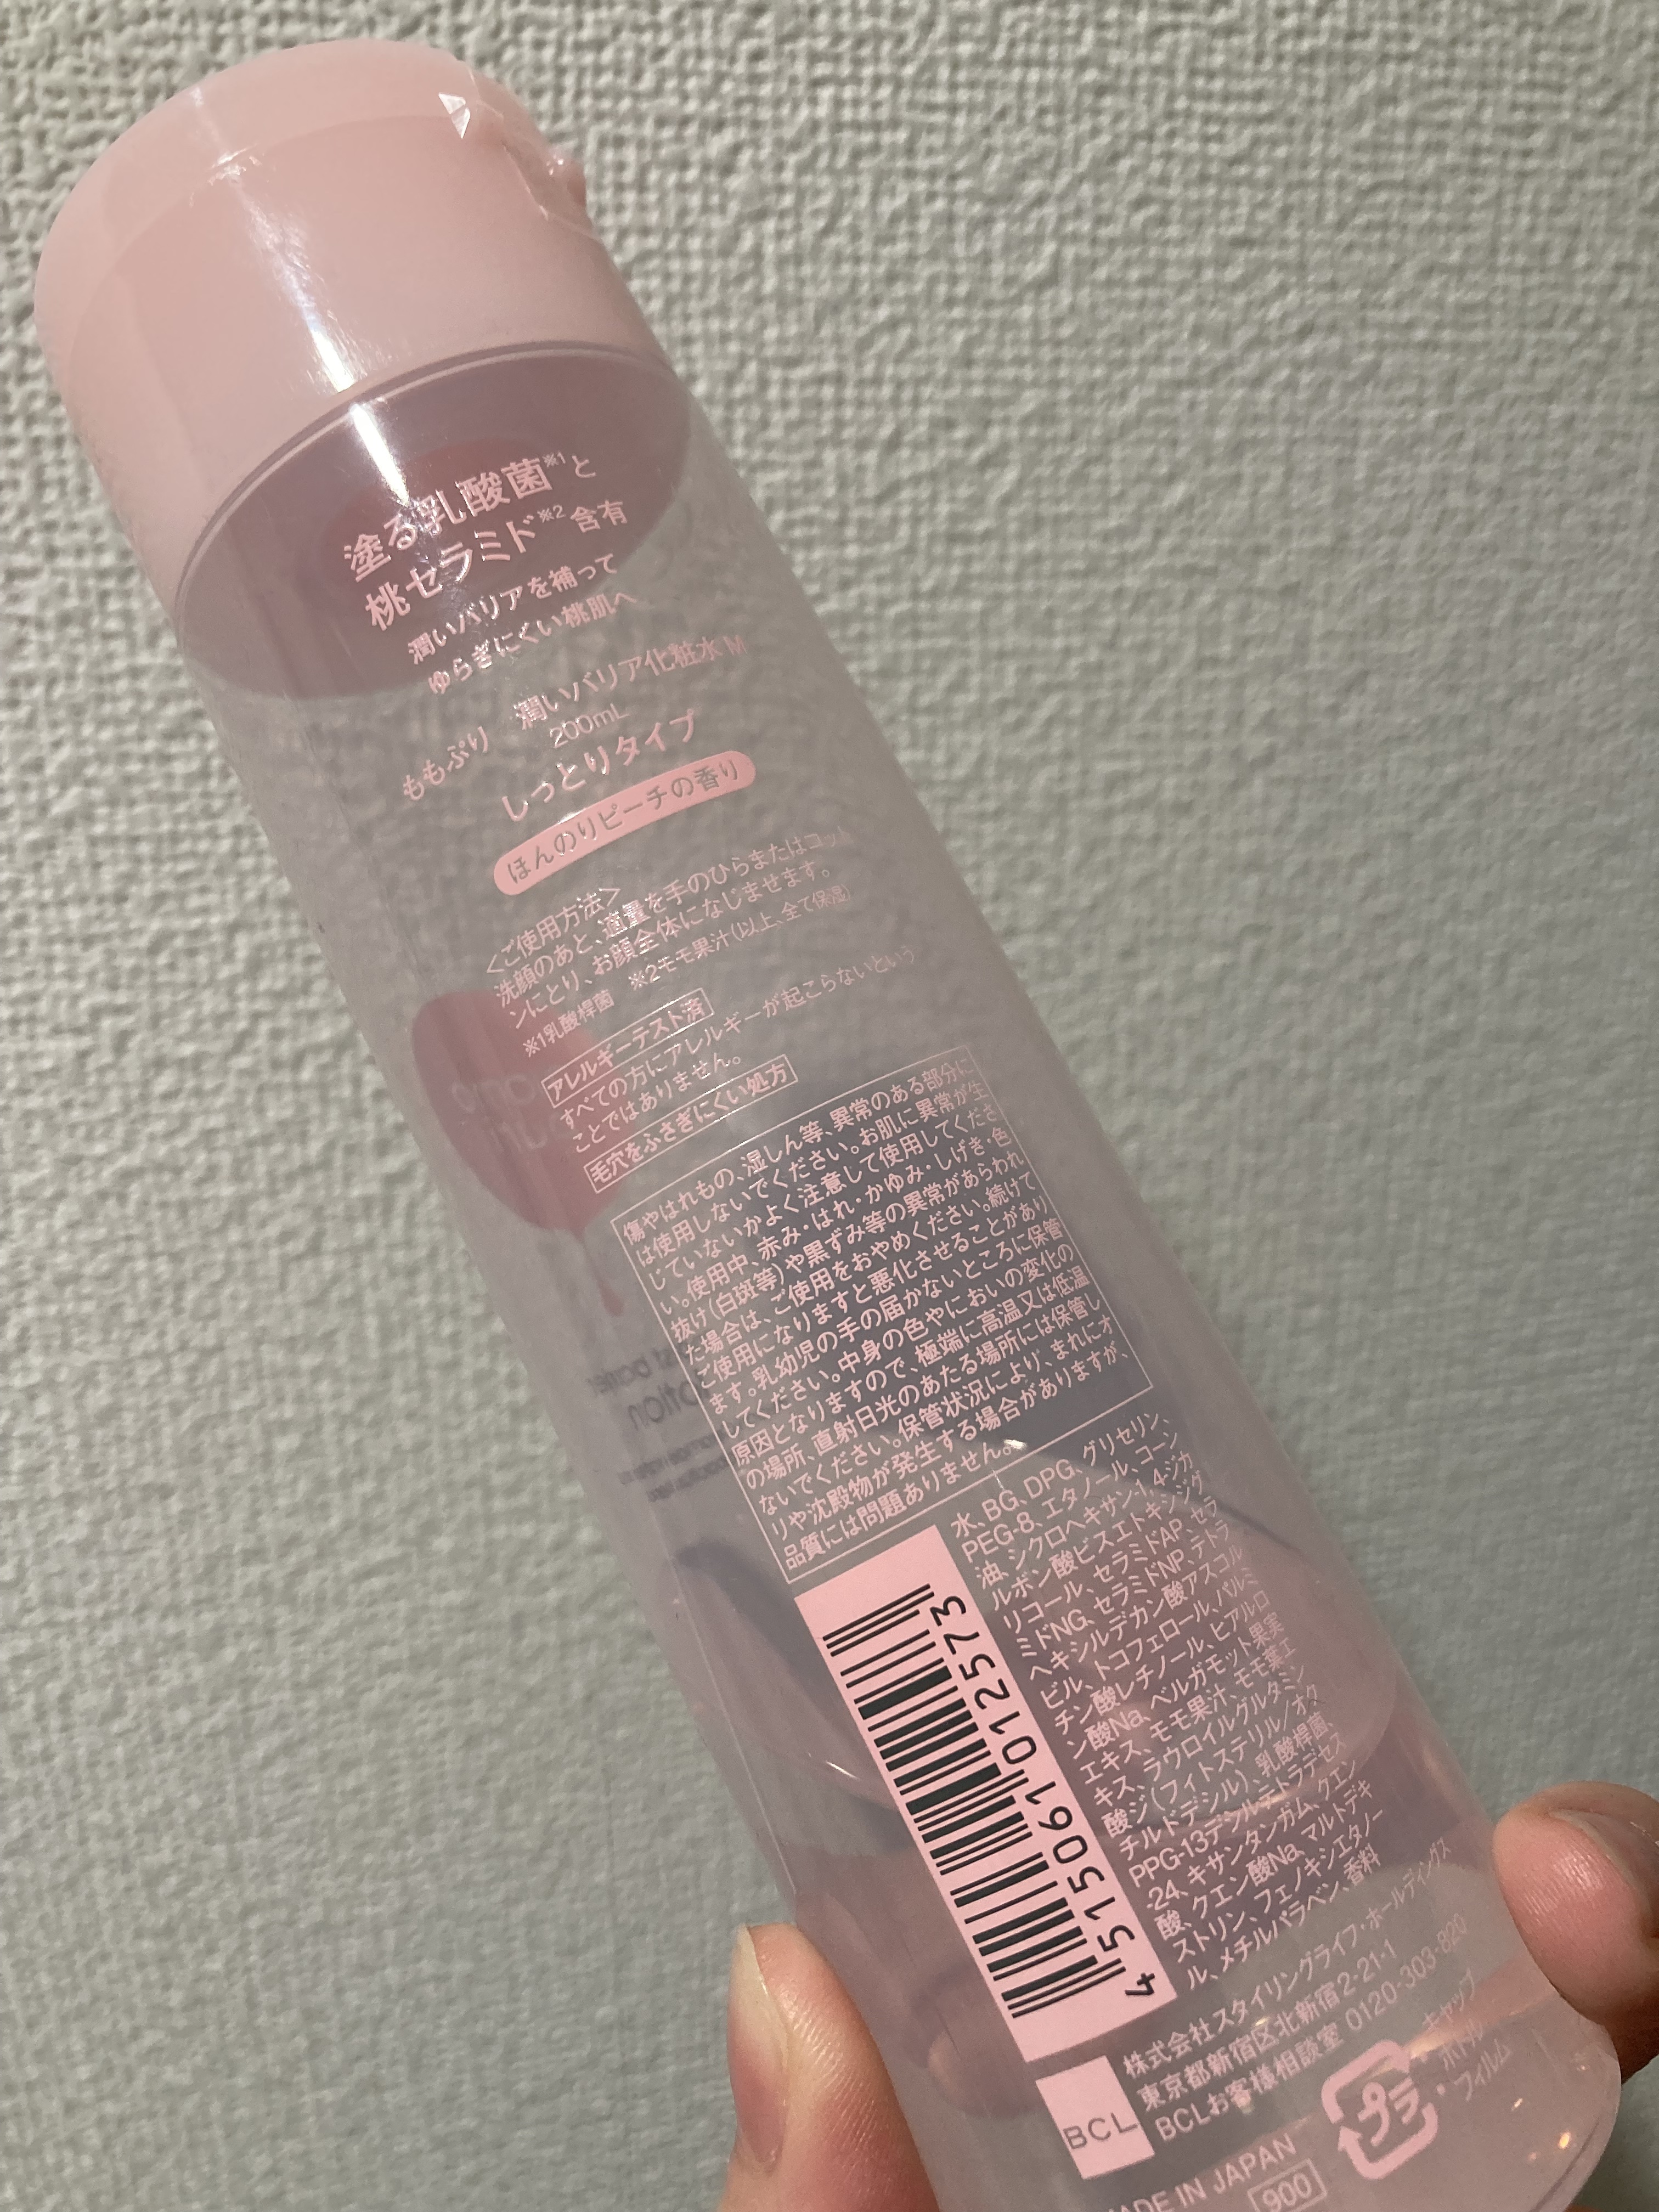 塗る乳酸菌※1と
桃セラミド※2含有
潤いバリアを補って
ゆらぎにくい桃肌へ
ももぷり 潤いバリア化粧水M
200mL
しっとりタイプ
ほんのりピーチの香り
<ご使用方法>
洗顔のあと、適量を手のひらまたはコット
ンにとり、お顔全体になじませます。
※1乳酸桿菌 ※2モモ果汁(以上、全て保湿)
アレルギーテスト済
すべての方にアレルギーが起こらないという
ことではありません。
毛穴をふさぎにくい処方
傷やはれもの、湿しん等、異常のある部分に
は使用しないでください。お肌に異常が生
じていないかよく注意して使用してくださ
い。使用中、赤み・はれ・かゆみ・しげき・色
抜け(白斑等)や黒ずみ等の異常があらわれ
た場合は、ご使用をおやめください。続けて
ご使用になりますと悪化させることがあり
ます。乳幼児の手の届かないところに保管
してください。中身の色やにおいの変化の
原因となりますので、極端に高温又は低温
の場所、直射日光のあたる場所には保管し
ないでください。保管状況により、まれにオ
リや沈殿物が発生する場合がありますが、
品質には問題ありません。
水、BG、DPG、グリセリン、
PEG-8、エタノール、コーン
油、シクロヘキサン-1,4-ジカ
ルボン酸ビスエトキシジグ
リコール、セラミドAP、セラ
ミドNG、セラミドNP、テトラ
ヘキシルデカン酸アスコル
ビル、トコフェロール、パルミ
チン酸レチノール、ヒアルロ
ン酸Na、ベルガモット果実
エキス、モモ果汁、モモ葉エ
キス、ラウロイルグルタミン
酸ジ(フィトステリル/オク
チルドデシル)、乳酸桿菌、
PPG-13デシルテトラデセス
-24、キサンタンガム、クエン
酸、クエン酸Na、マルトデキ
ストリン、フェノキシエタノー
ル、メチルパラベン、香料
4515061012573
株式会社スタイリングライフ・ホールディングス
東京都新宿区北新宿2-21-1
BCLお客様相談室 0120-303-820
BCL
プラ
・キャップ
・ボトル
・フィルム
MADE IN JAPAN
900